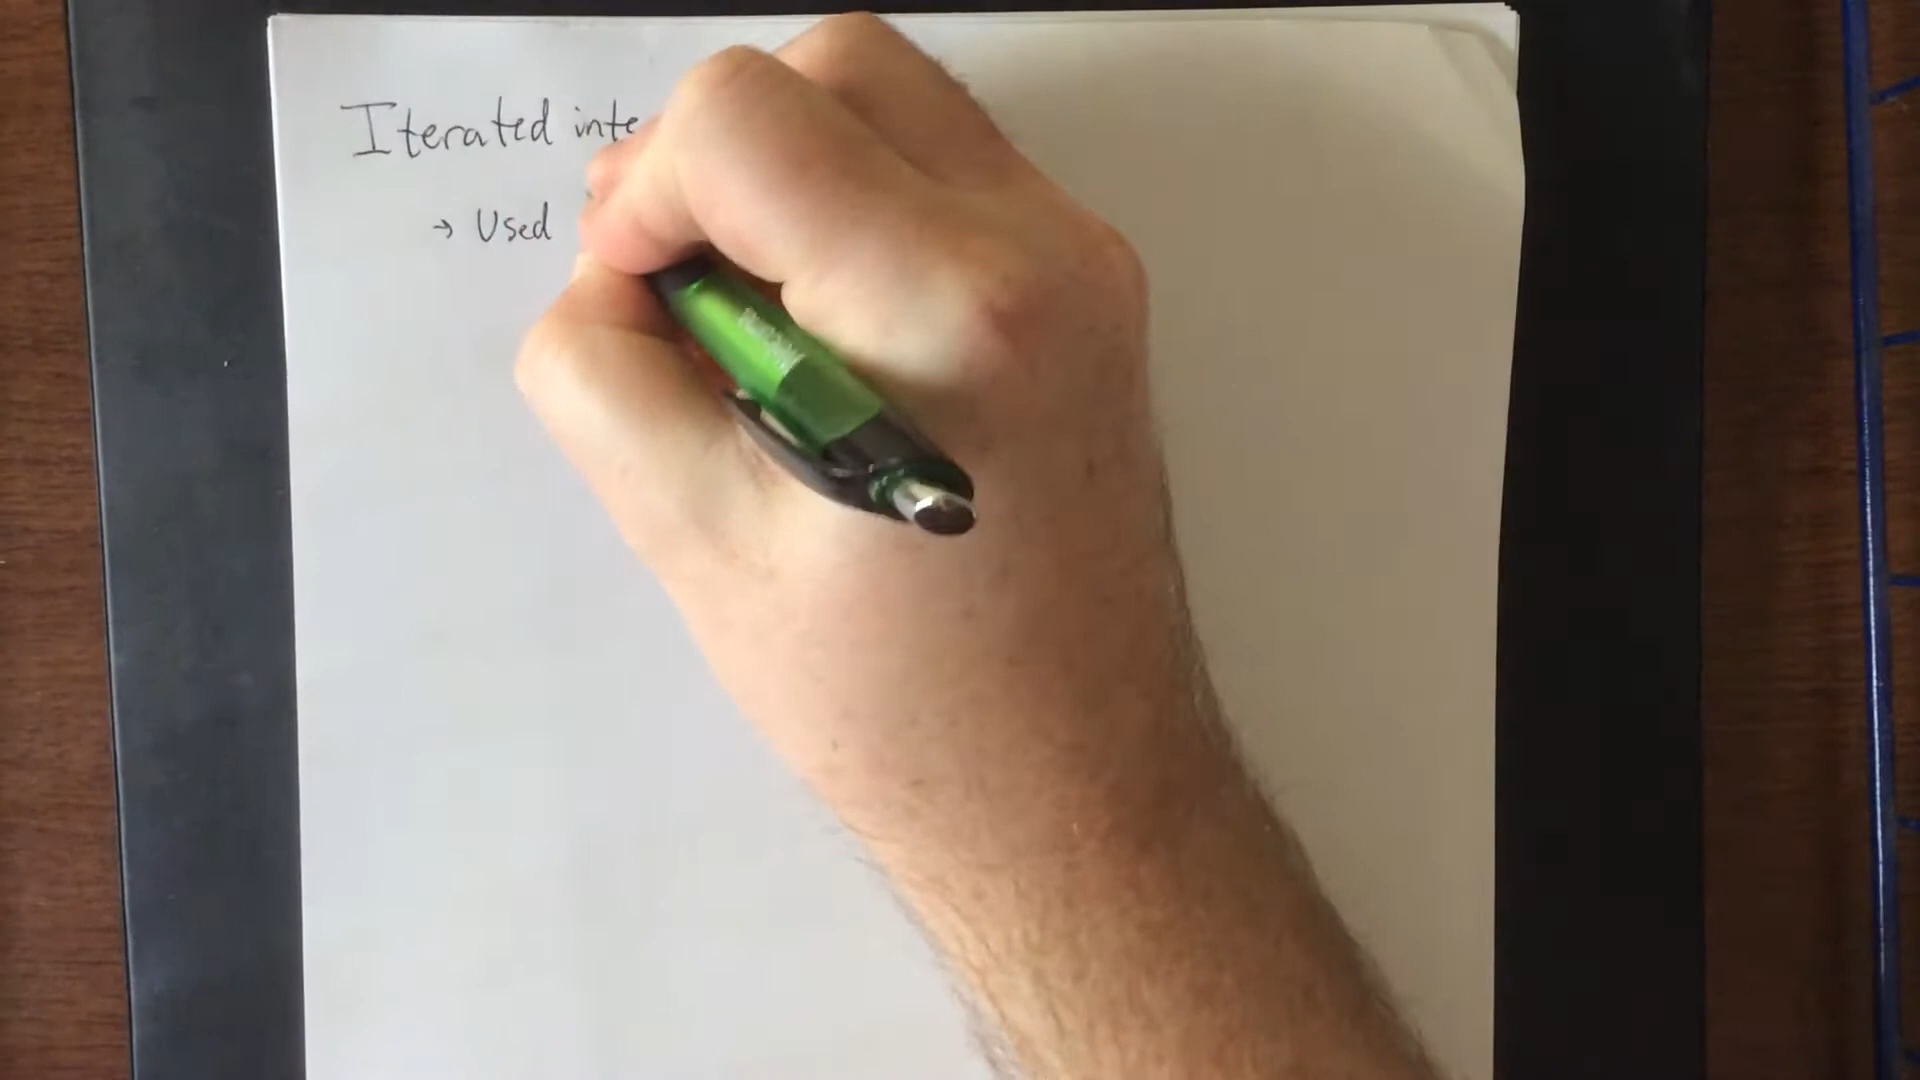 Iterated inte
→ Used